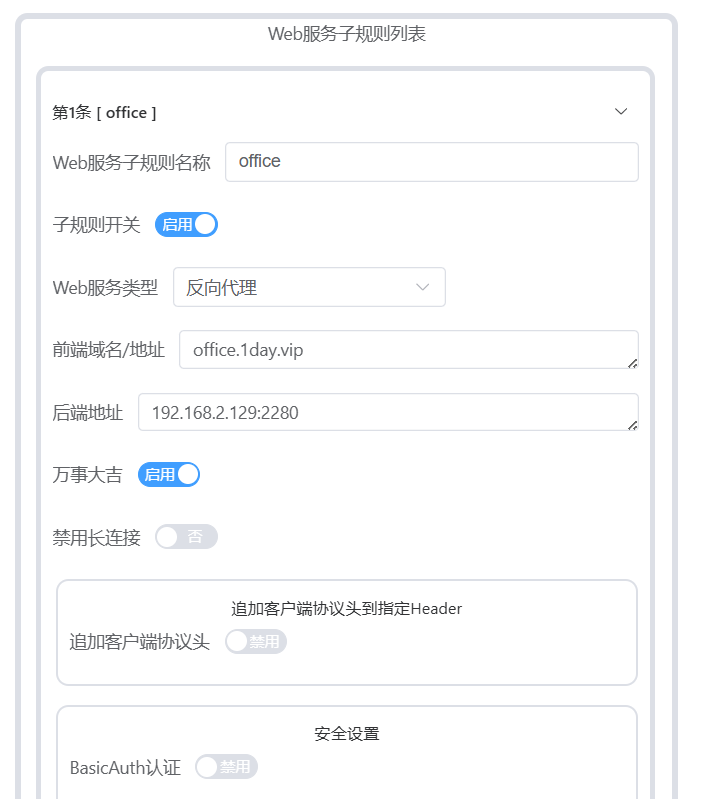 Web服务子规则列表
第1条 [ office ]
Web服务子规则名称 office
子规则开关 启用
Web服务类型 反向代理
前端域名/地址 office.1day.vip
后端地址 192.168.2.129:2280
万事大吉 启用
禁用长连接 否
追加客户端协议头到指定Header
追加客户端协议头 禁用
安全设置
BasicAuth认证 禁用